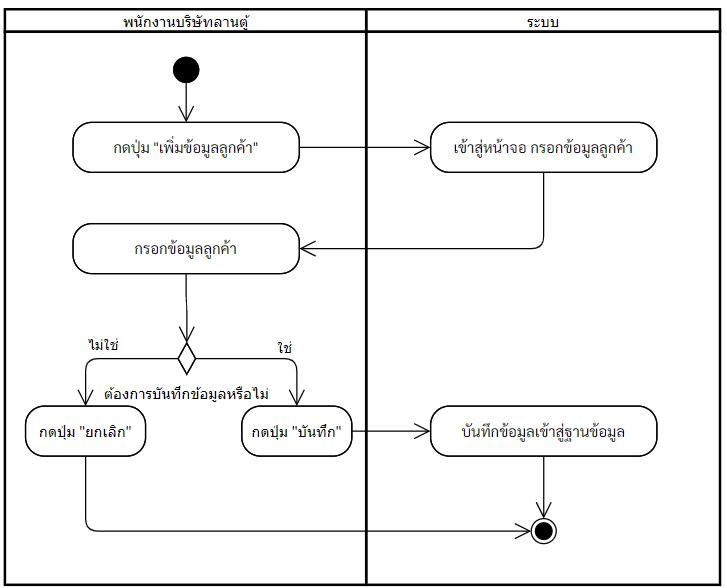 พนักงานบริษัทลานตู้
ระบบ
กดปุ่ม "เพิ่มข้อมูลลูกค้า"
เข้าสู่หน้าจอ กรอกข้อมูลลูกค้า
กรอกข้อมูลลูกค้า
ไม่ใช่
ใช่
ต้องการบันทึกข้อมูลหรือไม่
กดปุ่ม "ยกเลิก"
กดปุ่ม "บันทึก"
บันทึกข้อมูลเข้าสู่ฐานข้อมูล